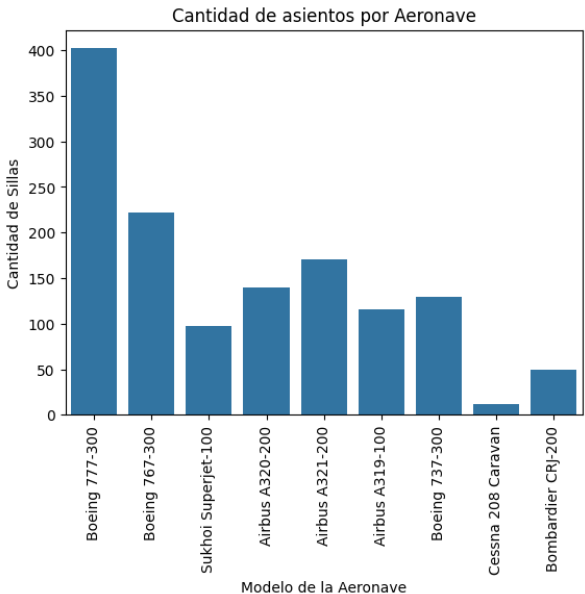 Cantidad de asientos por Aeronave
Cantidad de Sillas
400
350
300
250
200
150
100
50
0
Boeing 777-300
Boeing 767-300
Sukhoi Superjet-100
Airbus A320-200
Airbus A321-200
Airbus A319-100
Boeing 737-300
Cessna 208 Caravan
Bombardier CRJ-200
Modelo de la Aeronave